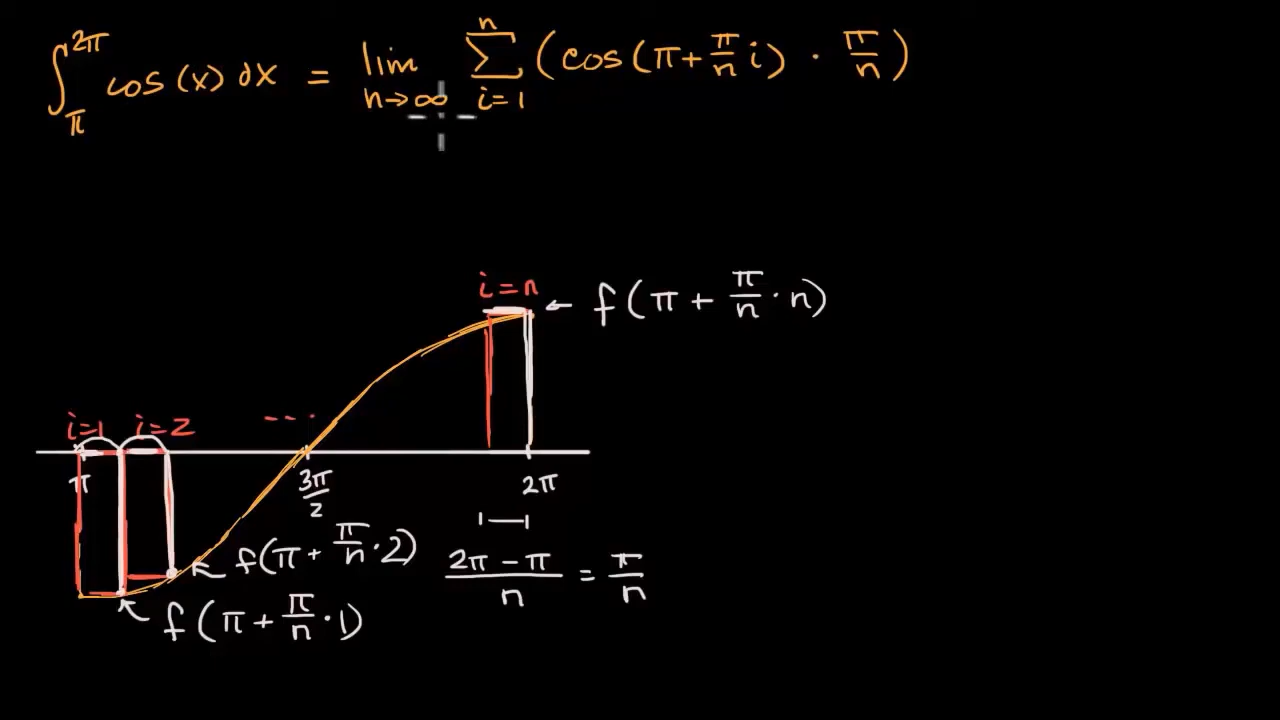 ∫_π^{2π} cos(x) dx = lim_{n→∞} Σ_{i=1}^{n} (cos(π + π/n i) · π/n)
i=n ← f(π + π/n · n)
i=1 i=2 ---·
π 3π/2 2π
f(π + π/n · 2)
(2π - π)/n = π/n
f(π + π/n · 1)